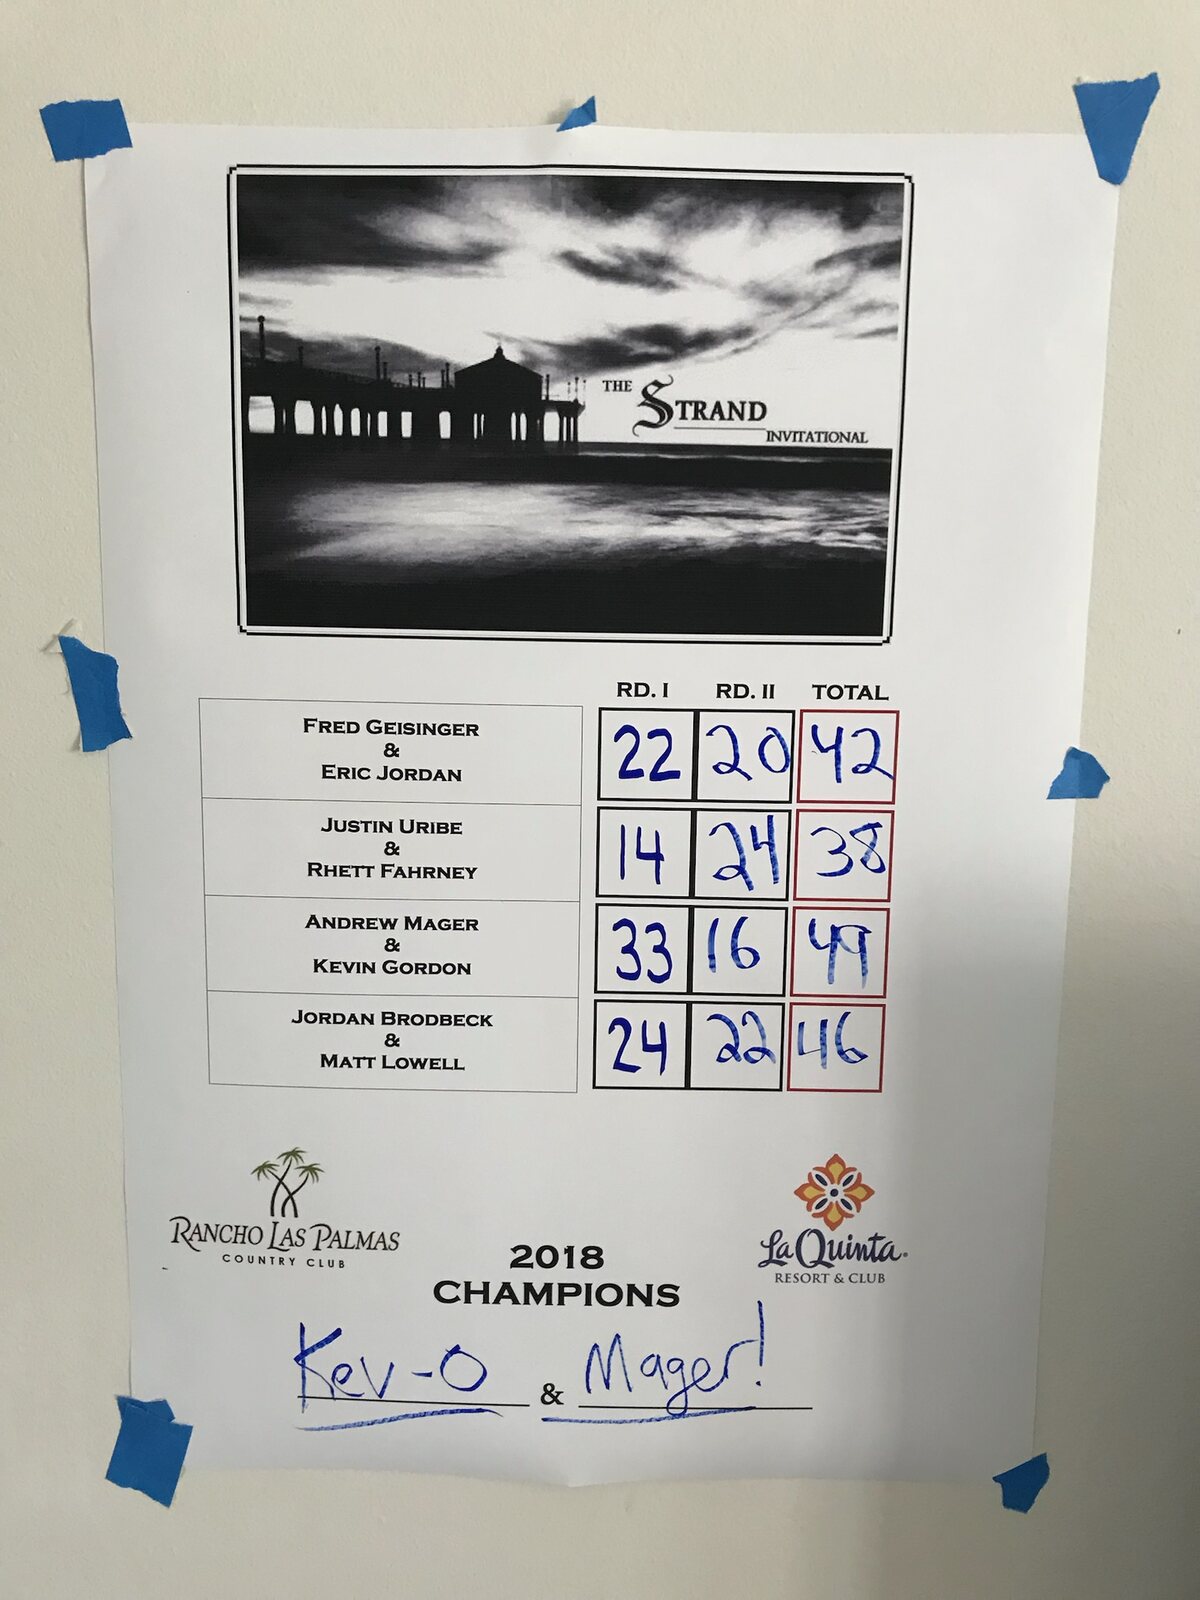 THE STRAND
INVITATIONAL
RD. I RD. II TOTAL
FRED GEISINGER
&
ERIC JORDAN
22 20 42
JUSTIN URIBE
&
RHETT FAHRNEY
14 24 38
ANDREW MAGER
&
KEVIN GORDON
33 16 49
JORDAN BRODBECK
&
MATT LOWELL
24 22 46
RANCHO LAS PALMAS
COUNTRY CLUB
La Quinta
RESORT & CLUB
2018
CHAMPIONS
Kev-O & Mager!